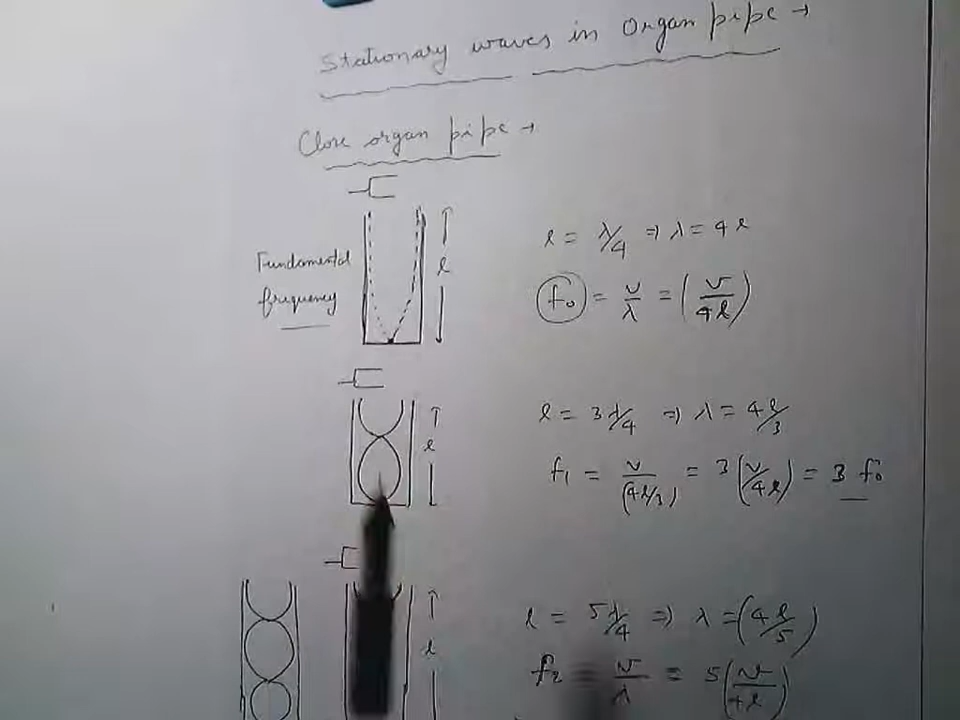 Stationary waves in Organ pipe →
Close organ pipe →
Fundamental
frequency
l
l = λ/4 ⇒ λ = 4l
f₀ = v/λ = (v/4l)
l
l = 3λ/4 ⇒ λ = 4l/3
f₁ = v/(4l/3) = 3(v/4l) = 3 f₀
l
l = 5λ/4 ⇒ λ = (4l/5)
f₂ = v/λ = 5(v/4l)